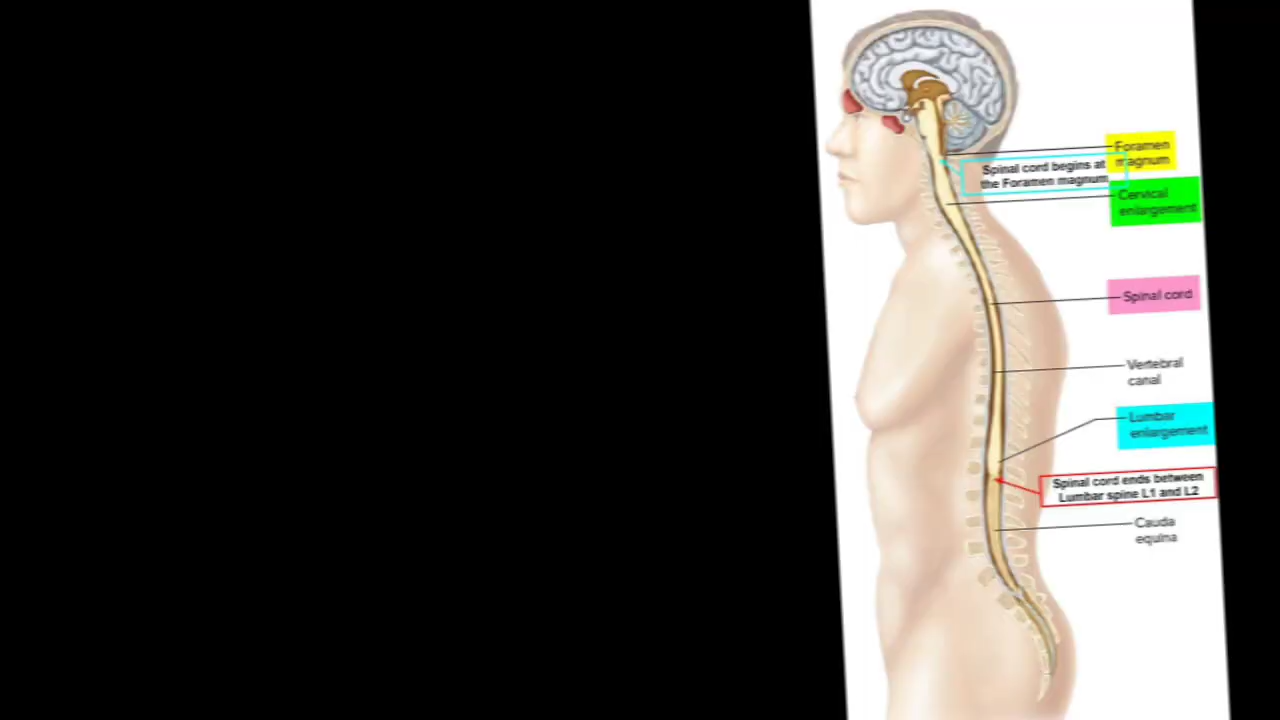 Foramen
magnum
Spinal cord begins at
the Foramen magnum
Cervical
enlargement
Spinal cord
Vertebral
canal
Lumbar
enlargement
Spinal cord ends between
Lumbar spine L1 and L2
Cauda
equina